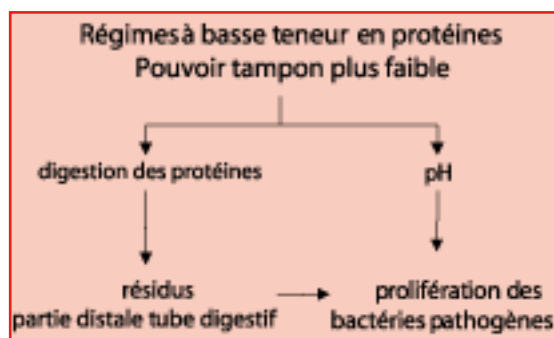 Régimes à basse teneur en protéines
Pouvoir tampon plus faible
digestion des protéines
pH
résidus
partie distale tube digestif
prolifération des
bactéries pathogènes